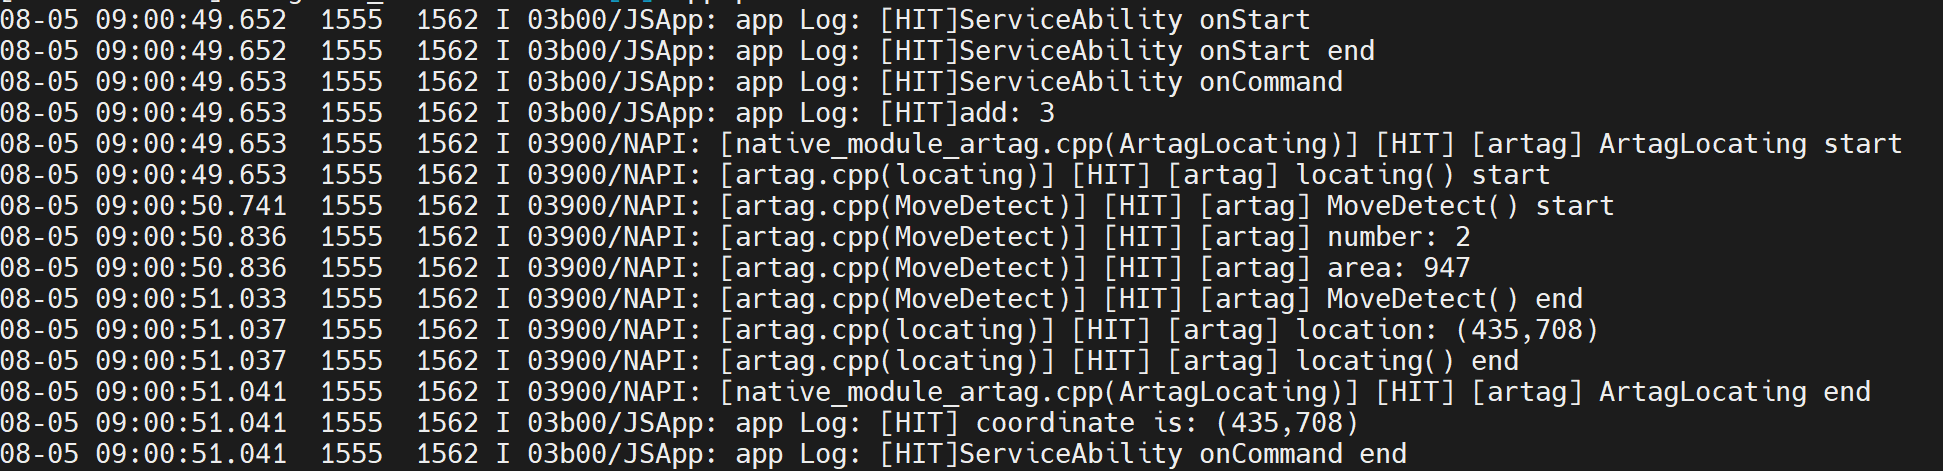 08-05 09:00:49.652  1555  1562 I 03b00/JSApp: app Log: [HIT]ServiceAbility onStart
08-05 09:00:49.652  1555  1562 I 03b00/JSApp: app Log: [HIT]ServiceAbility onStart end
08-05 09:00:49.653  1555  1562 I 03b00/JSApp: app Log: [HIT]ServiceAbility onCommand
08-05 09:00:49.653  1555  1562 I 03b00/JSApp: app Log: [HIT]add: 3
08-05 09:00:49.653  1555  1562 I 03900/NAPI: [native_module_artag.cpp(ArtagLocating)] [HIT] [artag] ArtagLocating start
08-05 09:00:49.653  1555  1562 I 03900/NAPI: [artag.cpp(locating)] [HIT] [artag] locating() start
08-05 09:00:50.741  1555  1562 I 03900/NAPI: [artag.cpp(MoveDetect)] [HIT] [artag] MoveDetect() start
08-05 09:00:50.836  1555  1562 I 03900/NAPI: [artag.cpp(MoveDetect)] [HIT] [artag] number: 2
08-05 09:00:50.836  1555  1562 I 03900/NAPI: [artag.cpp(MoveDetect)] [HIT] [artag] area: 947
08-05 09:00:51.033  1555  1562 I 03900/NAPI: [artag.cpp(MoveDetect)] [HIT] [artag] MoveDetect() end
08-05 09:00:51.037  1555  1562 I 03900/NAPI: [artag.cpp(locating)] [HIT] [artag] location: (435,708)
08-05 09:00:51.037  1555  1562 I 03900/NAPI: [artag.cpp(locating)] [HIT] [artag] locating() end
08-05 09:00:51.041  1555  1562 I 03900/NAPI: [native_module_artag.cpp(ArtagLocating)] [HIT] [artag] ArtagLocating end
08-05 09:00:51.041  1555  1562 I 03b00/JSApp: app Log: [HIT] coordinate is: (435,708)
08-05 09:00:51.041  1555  1562 I 03b00/JSApp: app Log: [HIT]ServiceAbility onCommand end